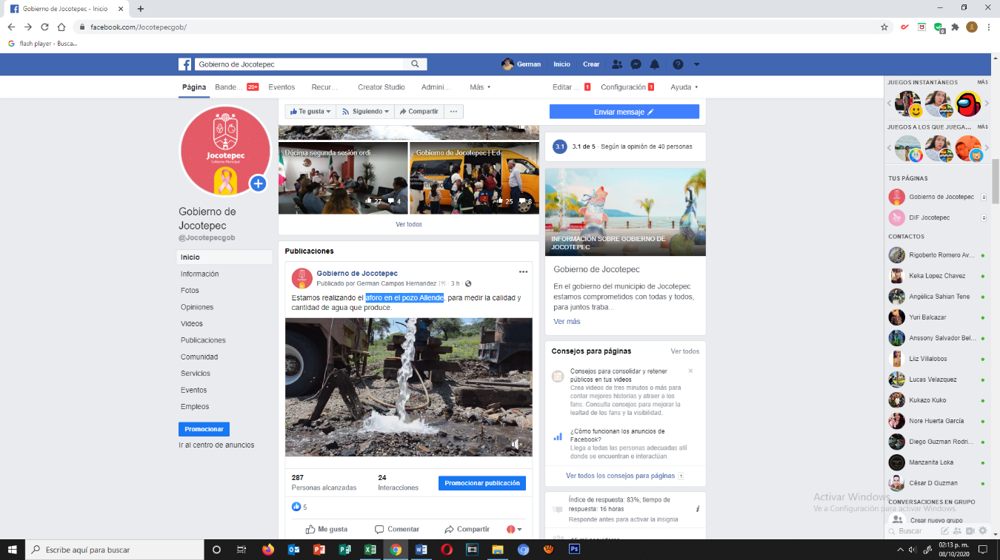 Gobierno de Jocotepec - Inicio
facebook.com/Jocotepecgob/
0
flash player - Busca...
Gobierno de Jocotepec
German
Inicio
Crear
Página
Bande...
20+
Eventos
Recur...
Creator Studio
Admini...
Más
Editar ...
1
Configuración
1
Ayuda
Te gusta
Siguiendo
Compartir
Enviar mensaje
Jocotepec
Gobierno Municipal
Gobierno de
Jocotepec
@Jocotepecgob
Inicio
Información
Fotos
Opiniones
Videos
Publicaciones
Comunidad
Servicios
Eventos
Empleos
Promocionar
Ir al centro de anuncios
Décima segunda sesión ordi...
27
4
Gobierno de Jocotepec | Ed...
25
8
Ver todos
Publicaciones
Gobierno de Jocotepec
Publicado por German Campos Hernandez [?] · 3 h ·
Estamos realizando el aforo en el pozo Allende, para medir la calidad y
cantidad de agua que produce.
287
Personas alcanzadas
24
Interacciones
Promocionar publicación
5
Me gusta
Comentar
Compartir
3.1
3.1 de 5 · Según la opinión de 40 personas
INFORMACIÓN SOBRE GOBIERNO DE
JOCOTEPEC
Gobierno de Jocotepec
En el gobierno del municipio de Jocotepec
estamos comprometidos con todas y todos,
para juntos traba...
Ver más
Consejos para páginas
Ver todos
Consejos para consolidar y retener
públicos en tus videos
Crea videos de tres minutos o más para
contar mejores historias y atraer a los
fans. Consulta consejos para mejorar la
lealtad de los fans y la visibilidad.
¿Cómo funcionan los anuncios de
Facebook?
Llega a todas las personas adecuadas allí
donde se encuentran e interactúan.
Ver todos los consejos para páginas
1
Índice de respuesta: 83%; tiempo de
respuesta: 16 horas
Responde antes para activar la insignia
JUEGOS INSTANTÁNEOS
MÁS
JUEGOS A LOS QUE JUEGA...
MÁS
TUS PÁGINAS
Gobierno de Jocotepec
9
DIF Jocotepec
9
CONTACTOS
Rigoberto Romero Av...
Keka Lopez Chavez
Angélica Sahian Tene
Yuri Balcazar
Anssony Salvador Bel...
Liiz Villalobos
Lucas Velazquez
Kukazo Kuko
Nore Huerta García
Diego Guzman Rodri...
Manzanita Loka
César D Guzman
CONVERSACIONES EN GRUPO
Crear nuevo grupo
Buscar
Activar Windows
Ve a Configuración para activar Windows.
Escribe aquí para buscar
02:13 p. m.
08/10/2020